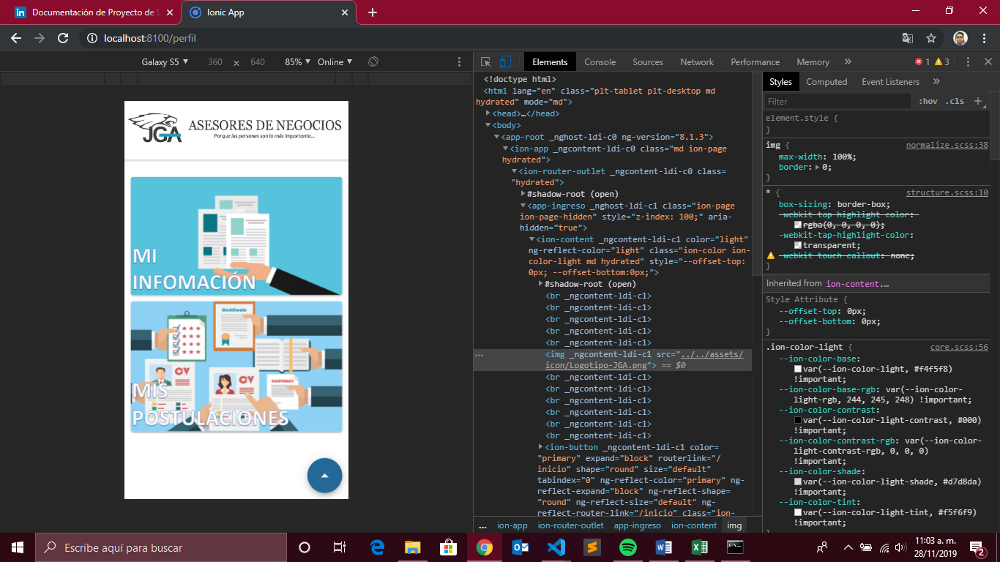 Documentación de Proyecto de S
Ionic App
localhost:8100/perfil
Galaxy S5
360
x
640
85%
Online
JGA
ASESORES DE NEGOCIOS
Porque las personas son lo más importante...
MI
INFOMACIÓN
Certificate
CV
CV
CONTRACT
MIS
POSTULACIONES
Elements
Console
Sources
Network
Performance
Memory
»
1
3
<!doctype html>
<html lang="en" class="plt-tablet plt-desktop md
hydrated" mode="md">
<head>…</head>
<body>
<app-root _nghost-ldi-c0 ng-version="8.1.3">
<ion-app _ngcontent-ldi-c0 class="md ion-page
hydrated">
<ion-router-outlet _ngcontent-ldi-c0 class=
"hydrated">
#shadow-root (open)
<app-ingreso _nghost-ldi-c1 class="ion-page
ion-page-hidden" style="z-index: 100;" aria-
hidden="true">
<ion-content _ngcontent-ldi-c1 color="light"
ng-reflect-color="light" class="ion-color ion-
color-light md hydrated" style="--offset-top:
0px; --offset-bottom:0px;">
#shadow-root (open)
<br _ngcontent-ldi-c1>
<br _ngcontent-ldi-c1>
<br _ngcontent-ldi-c1>
<br _ngcontent-ldi-c1>
<br _ngcontent-ldi-c1>
<img _ngcontent-ldi-c1 src="../../assets/
icon/Logotipo-JGA.png"> == $0
<br _ngcontent-ldi-c1>
<br _ngcontent-ldi-c1>
<br _ngcontent-ldi-c1>
<br _ngcontent-ldi-c1>
<br _ngcontent-ldi-c1>
<br _ngcontent-ldi-c1>
<ion-button _ngcontent-ldi-c1 color=
"primary" expand="block" routerlink="/
inicio" shape="round" size="default"
tabindex="0" ng-reflect-color="primary" ng-
reflect-expand="block" ng-reflect-shape=
"round" ng-reflect-size="default" ng-
reflect-router-link="/inicio" class="ion-
... ion-app ion-router-outlet app-ingreso ion-content img
Styles
Computed
Event Listeners
»
Filter
:hov .cls +
element.style {
}
img { normalize.scss:38
max-width: 100%;
border: 0;
}
* { structure.scss:10
box-sizing: border-box;
-webkit-tap-highlight-color:
rgba(0, 0, 0, 0);
-webkit-tap-highlight-color:
transparent;
-webkit-touch-callout: none;
}
Inherited from ion-content.…
Style Attribute {
--offset-top: 0px;
--offset-bottom: 0px;
}
.ion-color-light { core.scss:56
--ion-color-base:
var(--ion-color-light, #f4f5f8)
!important;
--ion-color-base-rgb: var(--ion-co­lor-
light-rgb, 244, 245, 248) !important;
--ion-color-contrast:
var(--ion-color-light-contrast, #000)
!important;
--ion-color-contrast-rgb: var(--ion-color-
light-contrast-rgb, 0, 0, 0)
!important;
--ion-color-shade:
var(--ion-color-light-shade, #d7d8da)
!important;
--ion-color-tint:
var(--ion-color-light-tint, #f5f6f9)
!important;
Escribe aquí para buscar
11:03 a. m.
28/11/2019
2